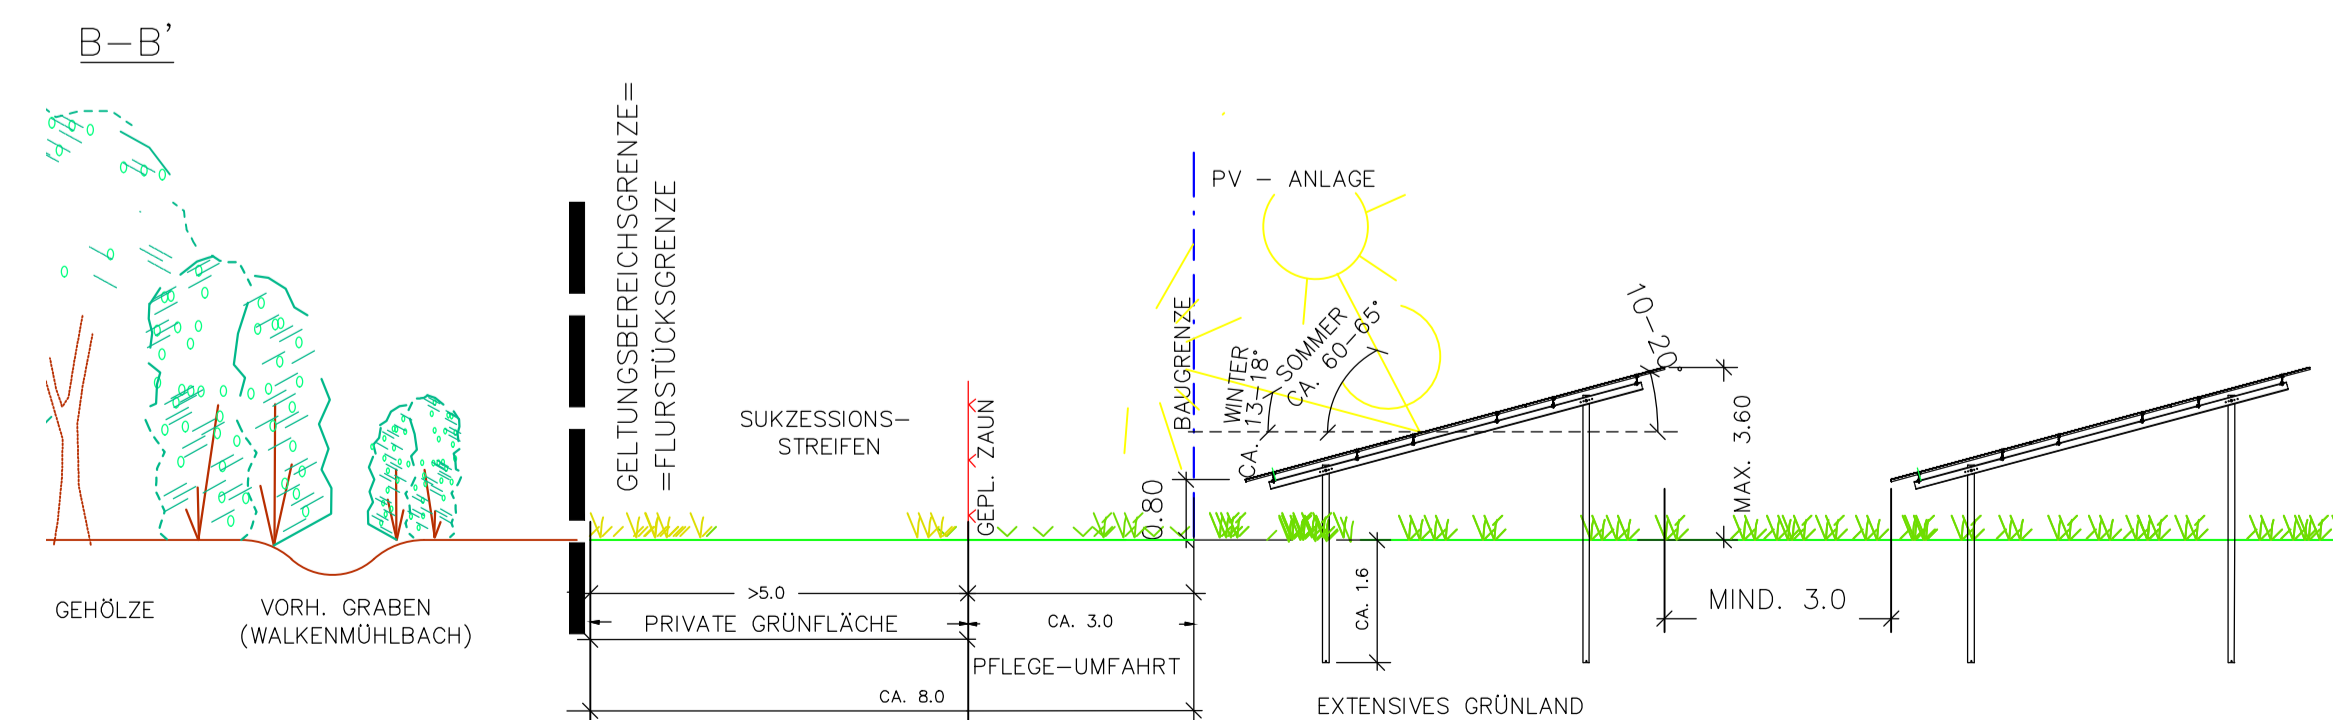 B-B'
GELTUNGSBEREICHSGRENZE=
=FLURSTÜCKSGRENZE
PV - ANLAGE
BAUGRENZE
WINTER
CA. 13-18°
SOMMER
CA. 60-65°
10-20°
SUKZESSIONS-
STREIFEN
GEPL. ZAUN
0.80
MAX. 3.60
GEHÖLZE
VORH. GRABEN
(WALKENMÜHLBACH)
>5.0
PRIVATE GRÜNFLÄCHE
CA. 3.0
PFLEGE-UMFAHRT
CA. 8.0
CA. 1.6
MIND. 3.0
EXTENSIVES GRÜNLAND